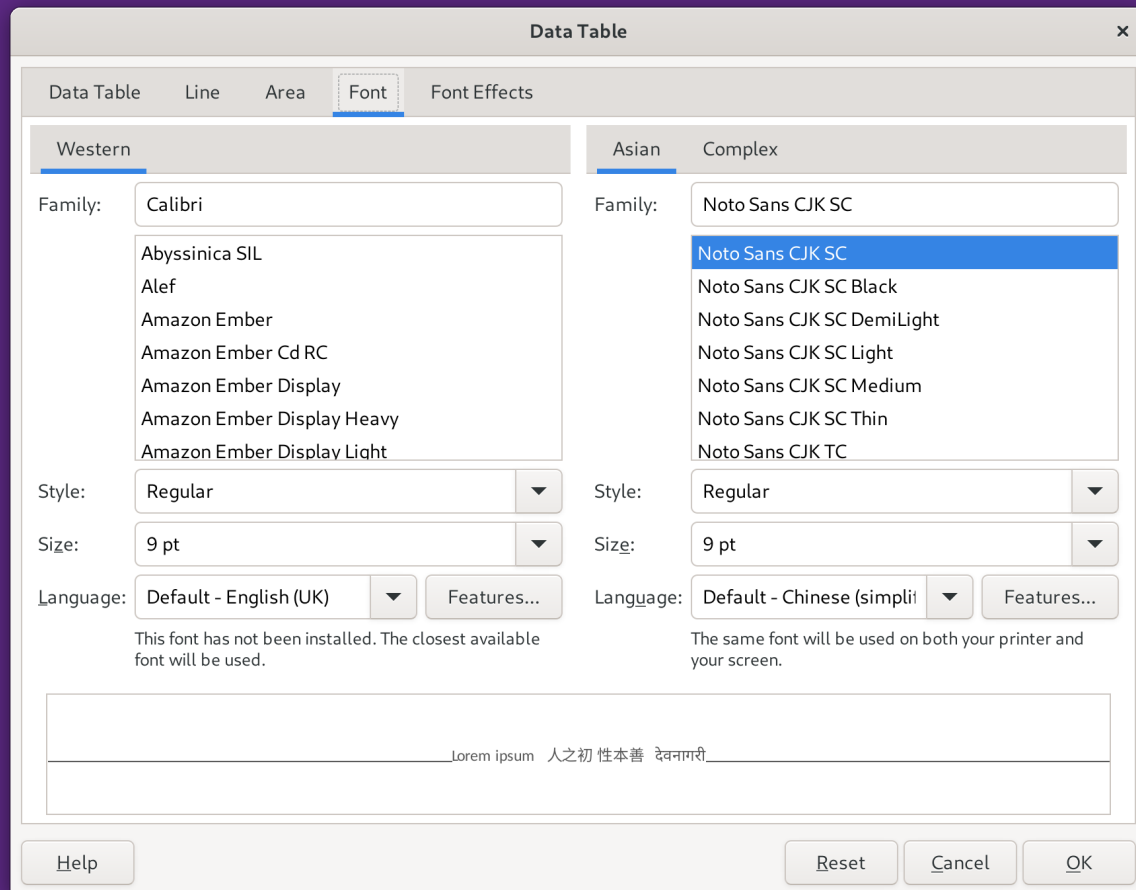 Data Table ×
Data Table Line Area Font Font Effects
Western
Family: Calibri
Abyssinica SIL
Alef
Amazon Ember
Amazon Ember Cd RC
Amazon Ember Display
Amazon Ember Display Heavy
Amazon Ember Display Light
Style: Regular
Size: 9 pt
Language: Default - English (UK) Features...
This font has not been installed. The closest available
font will be used.
Asian Complex
Family: Noto Sans CJK SC
Noto Sans CJK SC
Noto Sans CJK SC Black
Noto Sans CJK SC DemiLight
Noto Sans CJK SC Light
Noto Sans CJK SC Medium
Noto Sans CJK SC Thin
Noto Sans CJK TC
Style: Regular
Size: 9 pt
Language: Default - Chinese (simplif Features...
The same font will be used on both your printer and
your screen.
Lorem ipsum 人之初 性本善 देवनागरी
Help Reset Cancel OK